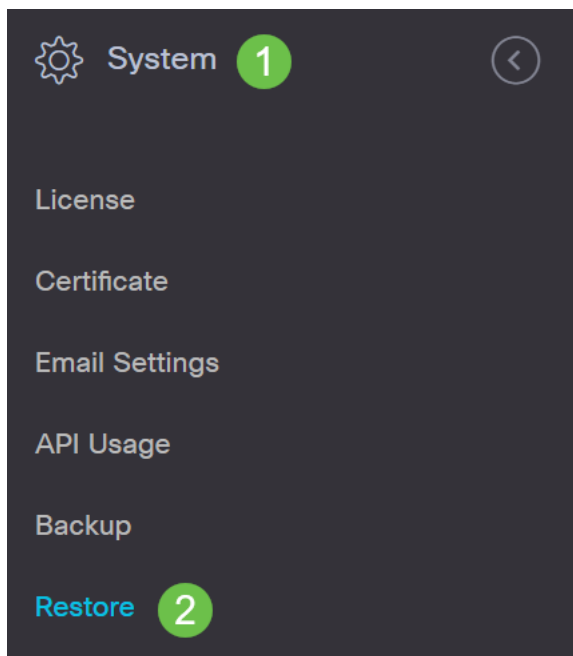 System 1
License
Certificate
Email Settings
API Usage
Backup
Restore 2